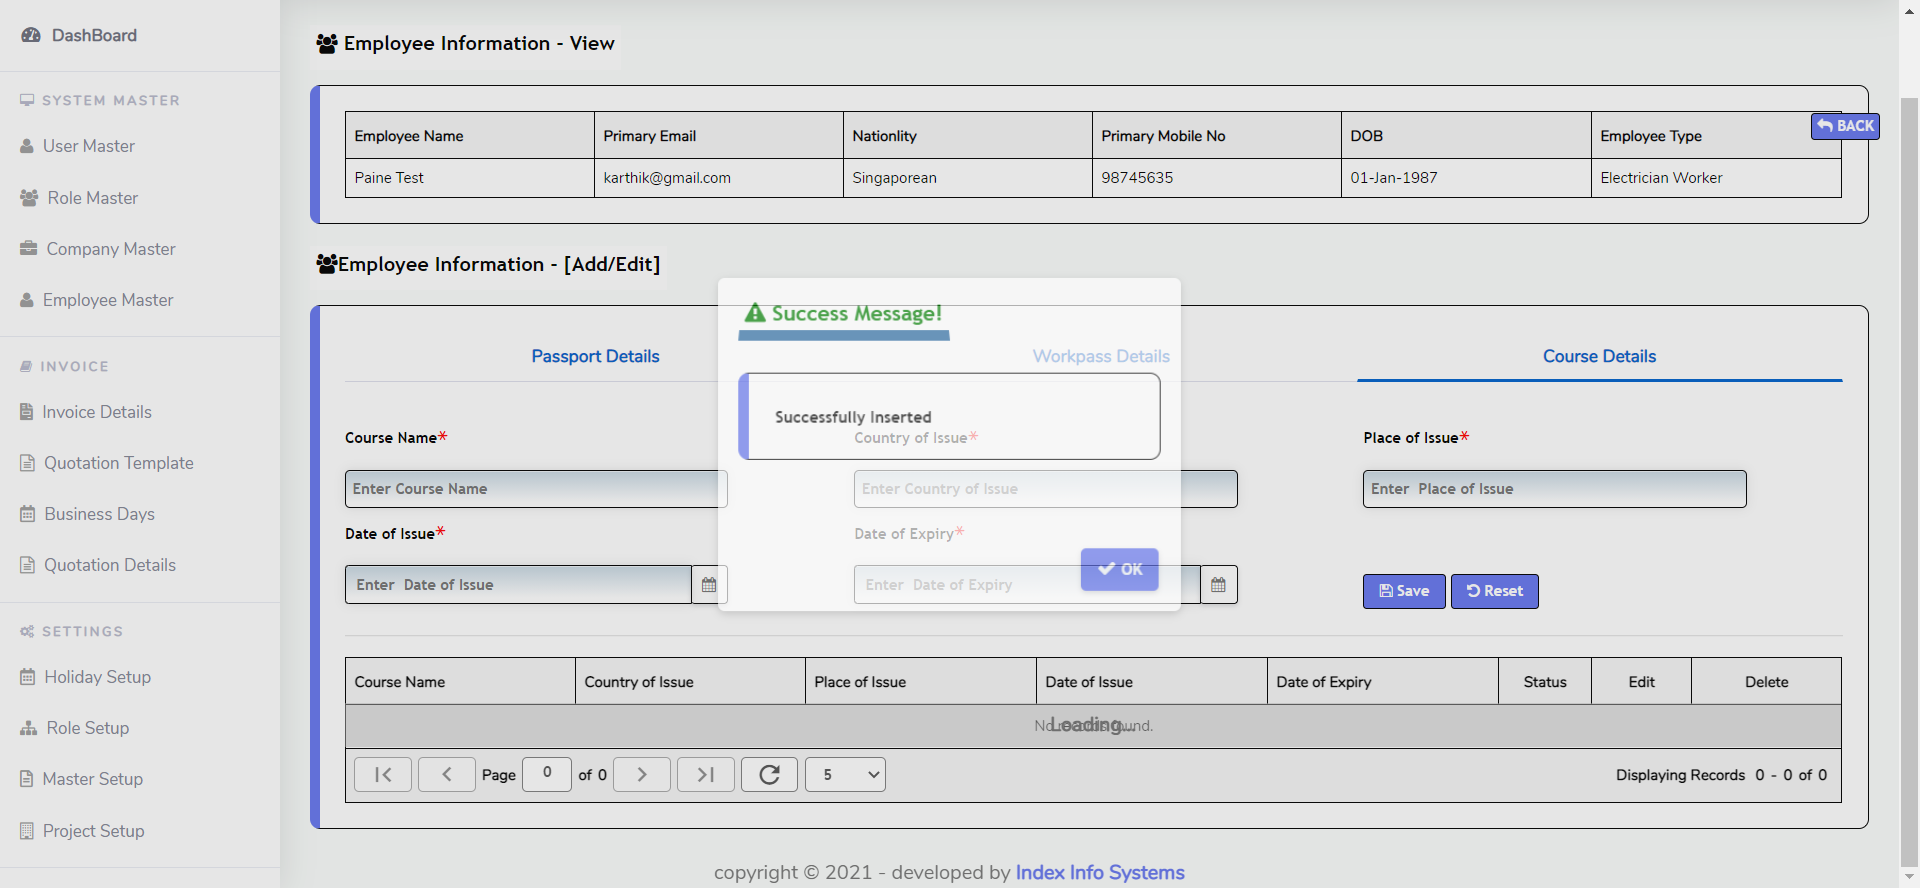 DashBoard
SYSTEM MASTER
User Master
Role Master
Company Master
Employee Master
INVOICE
Invoice Details
Quotation Template
Business Days
Quotation Details
SETTINGS
Holiday Setup
Role Setup
Master Setup
Project Setup
Employee Information - View
BACK
Employee Name Primary Email Nationlity Primary Mobile No DOB Employee Type
Paine Test karthik@gmail.com Singaporean 98745635 01-Jan-1987 Electrician Worker
Employee Information - [Add/Edit]
Success Message!
Passport Details Workpass Details Course Details
Successfully Inserted
Course Name* Country of Issue* Place of Issue*
Enter Course Name Enter Country of Issue Enter Place of Issue
Date of Issue* Date of Expiry*
OK
Enter Date of Issue Enter Date of Expiry
Save Reset
Course Name Country of Issue Place of Issue Date of Issue Date of Expiry Status Edit Delete
No records found.
Loading...
Page 0 of 0 5 Displaying Records 0 - 0 of 0
copyright © 2021 - developed by Index Info Systems